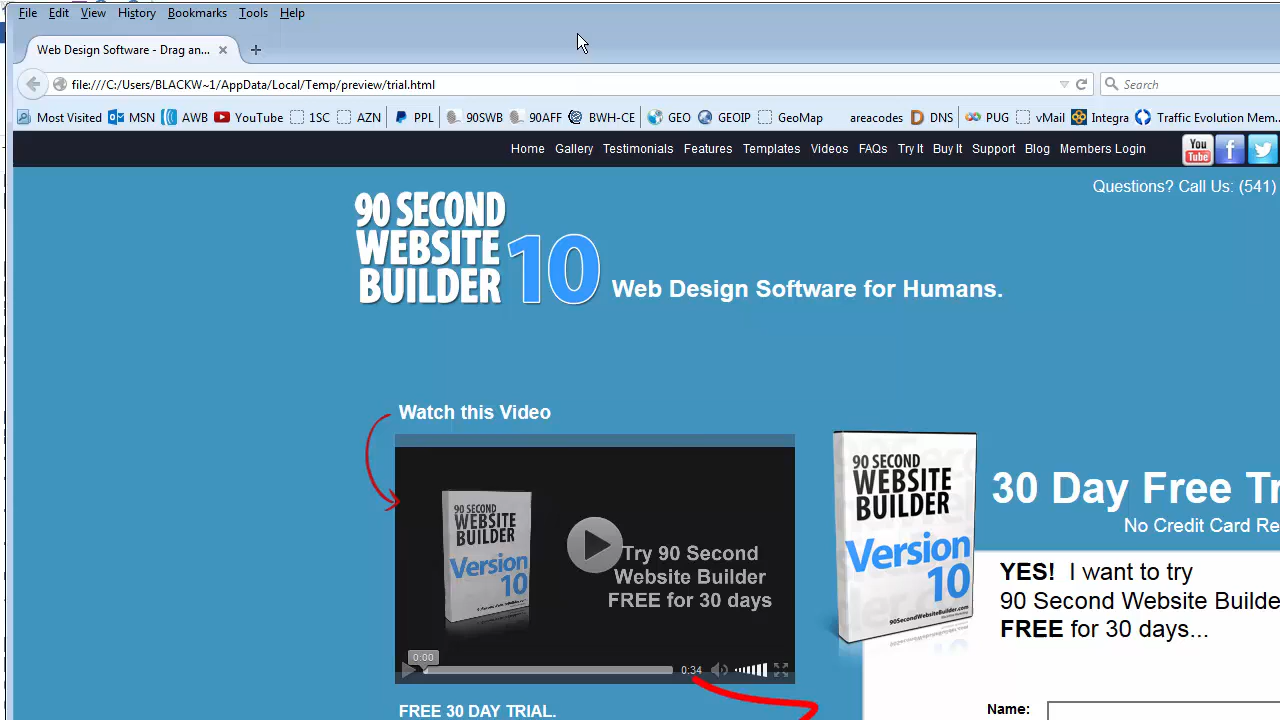 File Edit View History Bookmarks Tools Help
Web Design Software - Drag an...
file:///C:/Users/BLACKW~1/AppData/Local/Temp/preview/trial.html
Search
Most Visited MSN AWB YouTube 1SC AZN PPL 90SWB 90AFF BWH-CE GEO GEOIP GeoMap areacodes DNS PUG vMail Integra Traffic Evolution Mem...
Home Gallery Testimonials Features Templates Videos FAQs Try It Buy It Support Blog Members Login
You Tube
Questions? Call Us: (541)
90 SECOND
WEBSITE
BUILDER 10
Web Design Software for Humans.
Watch this Video
90 SECOND
WEBSITE
BUILDER
Version
10
Try 90 Second
Website Builder
FREE for 30 days
0:00
0:34
90 SECOND
WEBSITE
BUILDER
Version
10
90SecondWebsiteBuilder.com
30 Day Free Tr
No Credit Card Re
YES! I want to try
90 Second Website Builde
FREE for 30 days...
FREE 30 DAY TRIAL.
Name: